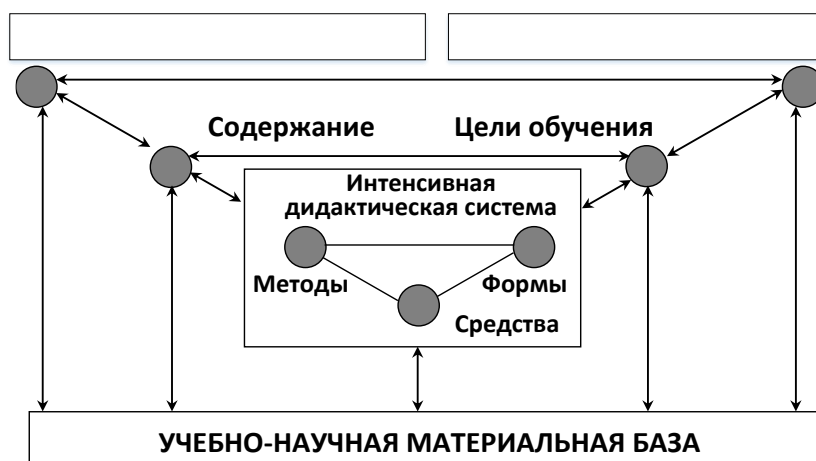 Содержание
Цели обучения
Интенсивная
дидактическая система
Методы
Формы
Средства
УЧЕБНО-НАУЧНАЯ МАТЕРИАЛЬНАЯ БАЗА